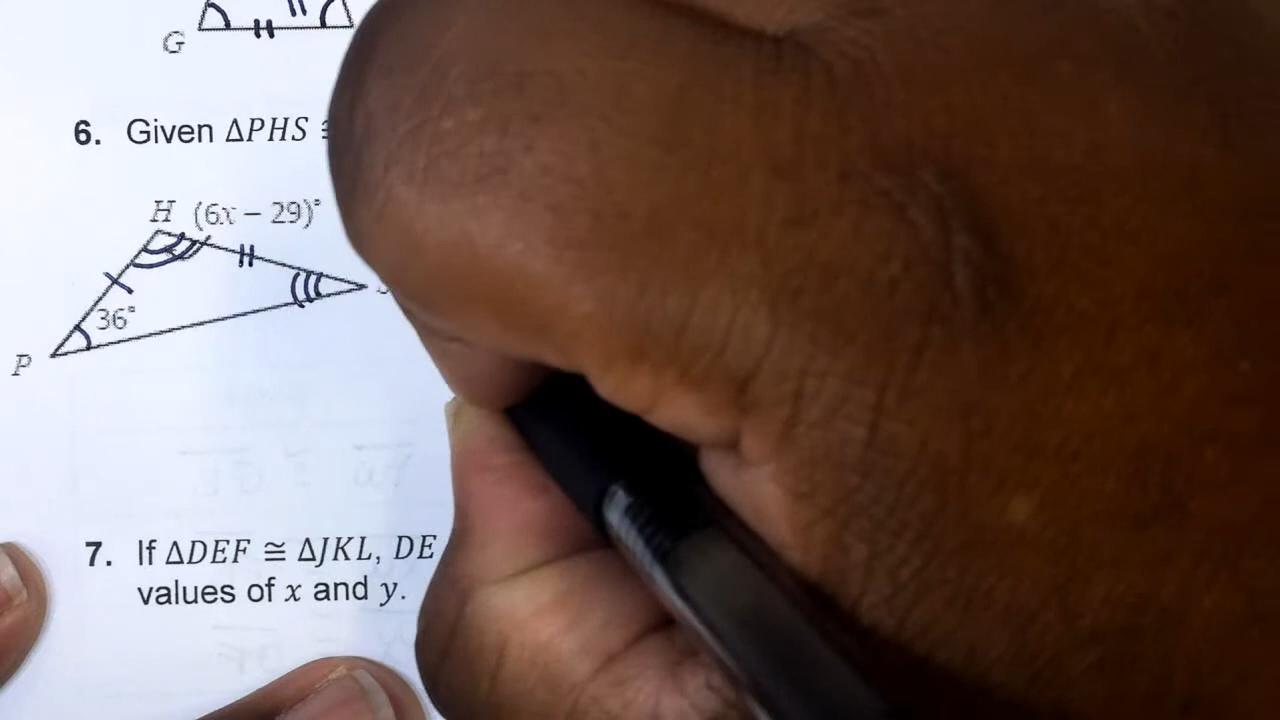 G
6. Given ΔPHS
H (6x – 29)°
36°
P
7. If ΔDEF ≅ ΔJKL, DE
values of x and y.